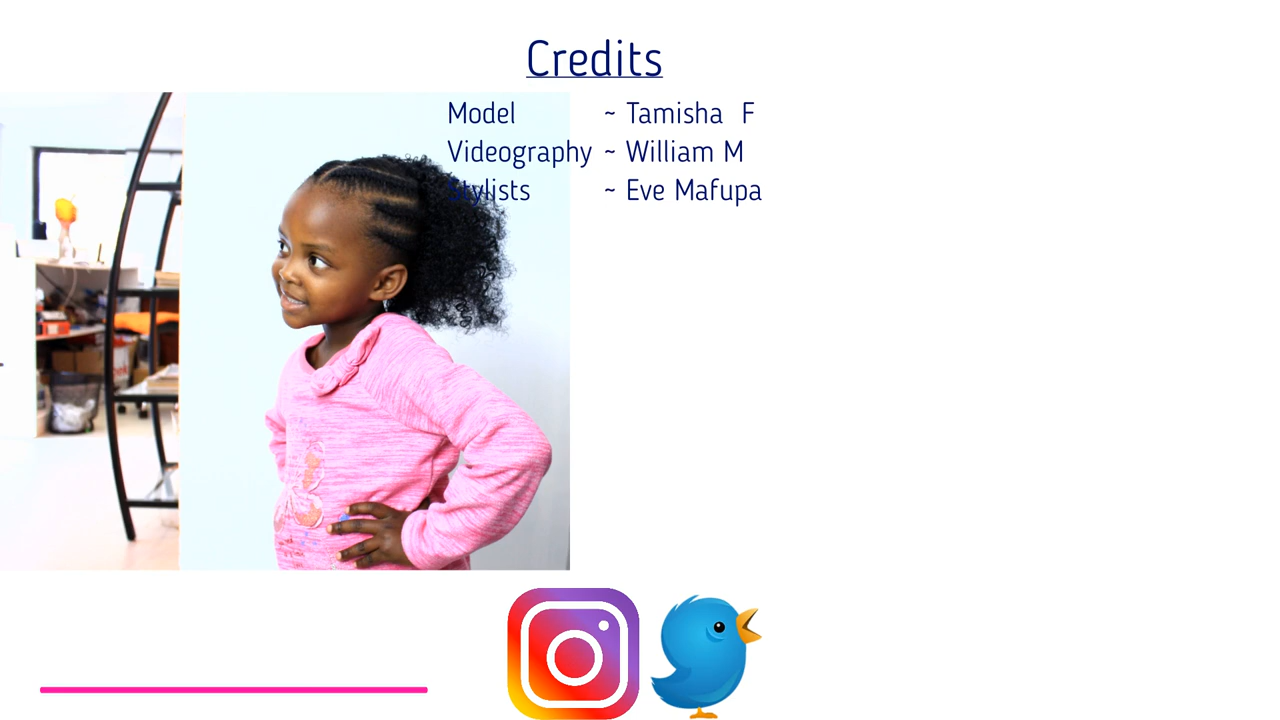 Credits
Model ~ Tamisha F
Videography ~ William M
Stylists ~ Eve Mafupa